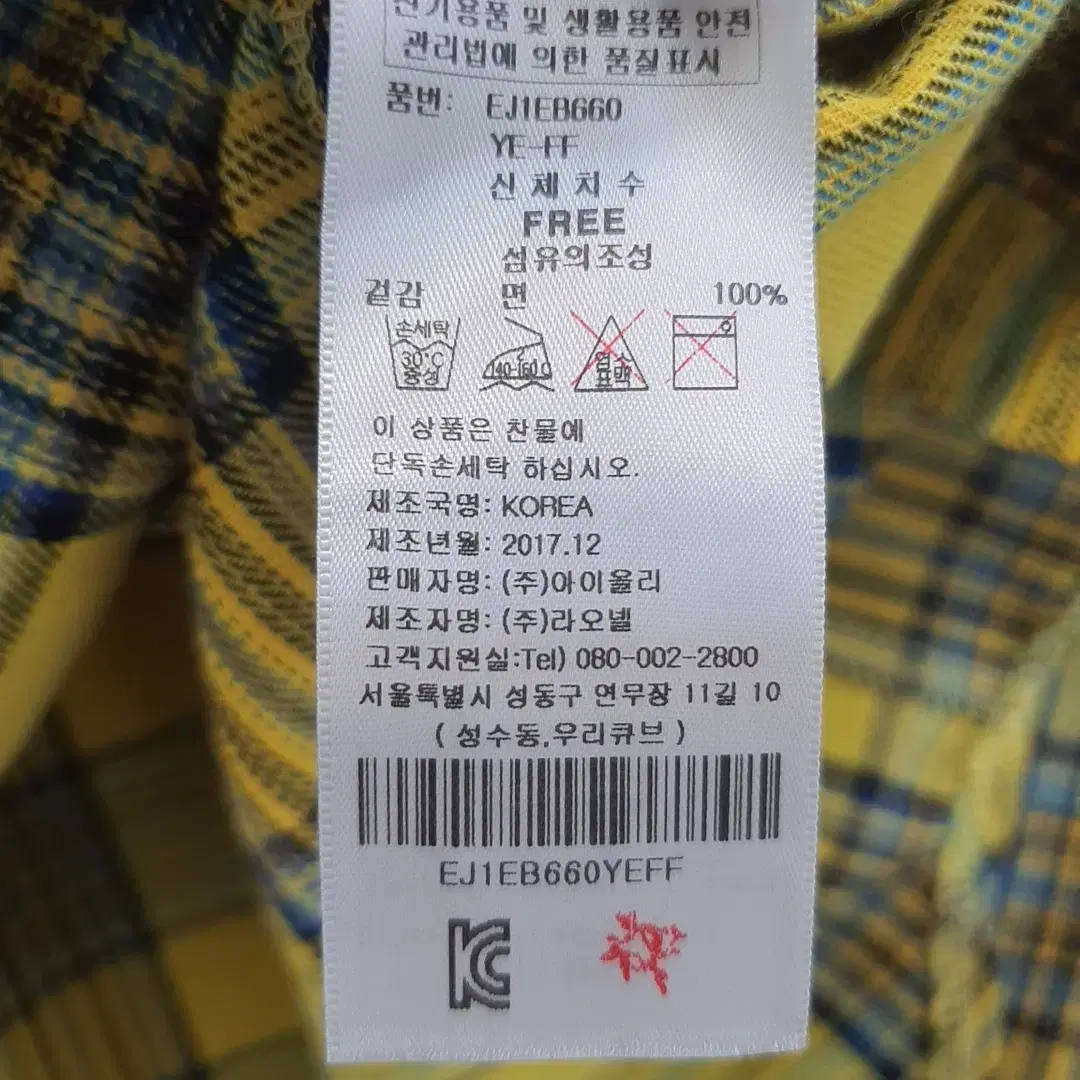 전기용품 및 생활용품 안전
관리법에 의한 품질표시
품번: EJ1EB660
YE-FF
신체치수
FREE
섬유의조성
겉감 면 100%
손세탁 30°C 중성
140-160°C
염소 표백
이 상품은 찬물에
단독손세탁 하십시오.
제조국명: KOREA
제조년월: 2017.12
판매자명: (주)아이올리
제조자명: (주)라오넬
고객지원실:Tel) 080-002-2800
서울특별시 성동구 연무장 11길 10
( 성수동,우리큐브 )
EJ1EB660YEFF
KC